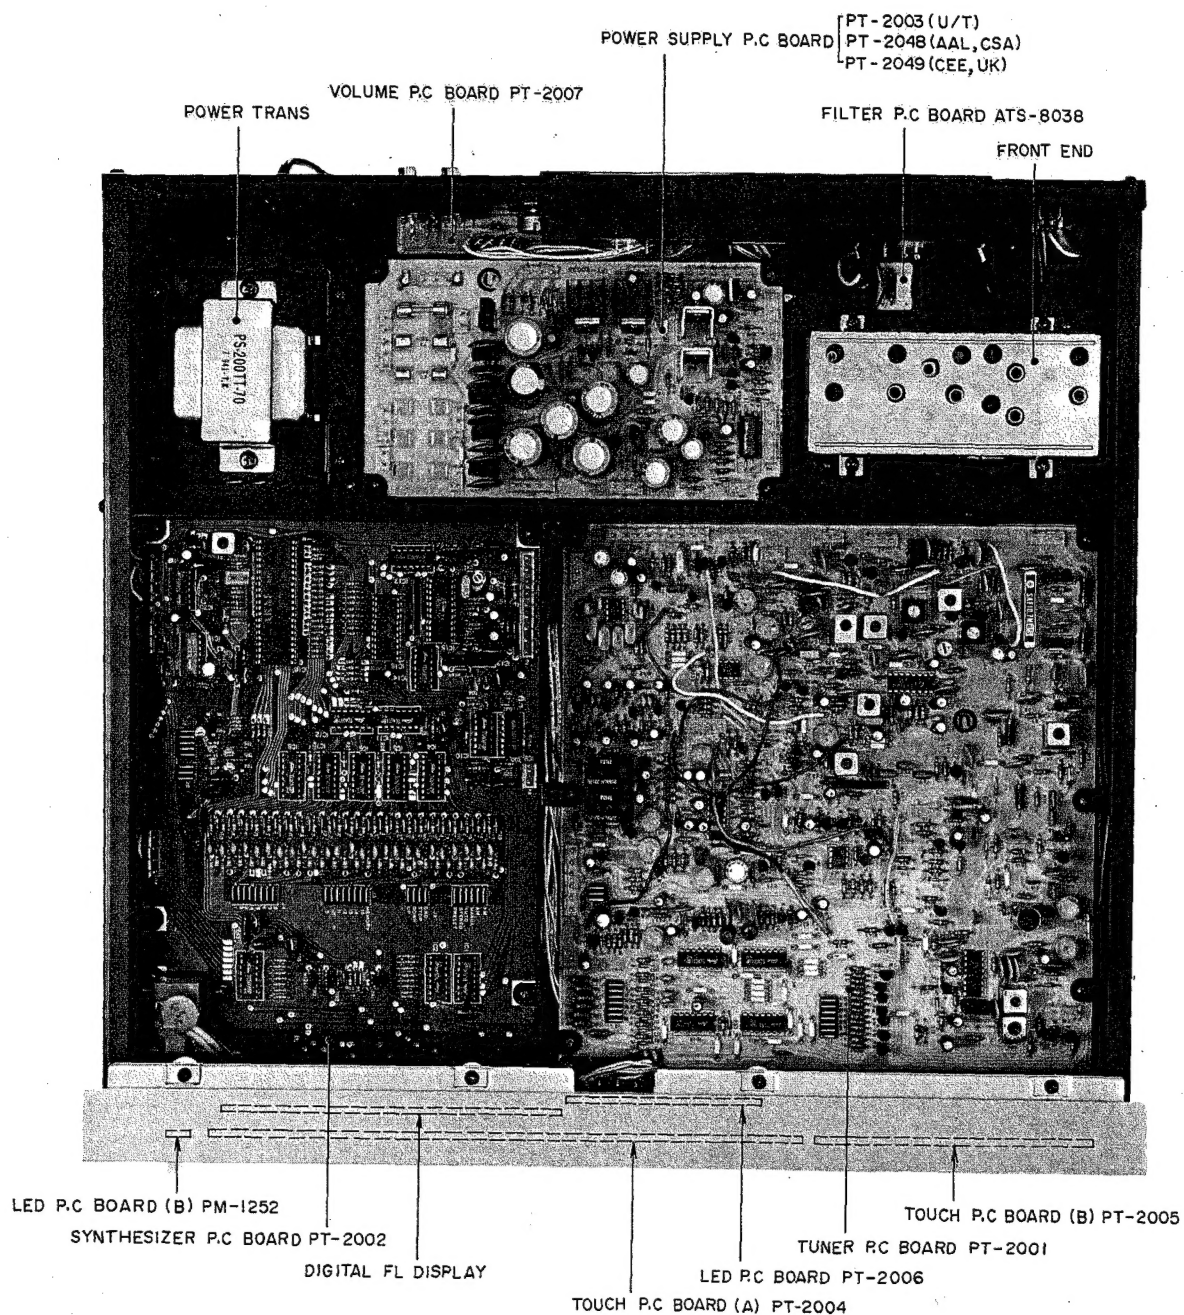 PT-2003 (U/T)
POWER SUPPLY P.C BOARD PT-2048 (AAL, CSA)
PT-2049 (CEE, UK)
VOLUME P.C BOARD PT-2007
POWER TRANS
FILTER P.C BOARD ATS-8038
FRONT END
LED P.C BOARD (B) PM-1252
TOUCH P.C BOARD (B) PT-2005
SYNTHESIZER P.C BOARD PT-2002
TUNER P.C BOARD PT-2001
DIGITAL FL DISPLAY
LED P.C BOARD PT-2006
TOUCH P.C BOARD (A) PT-2004